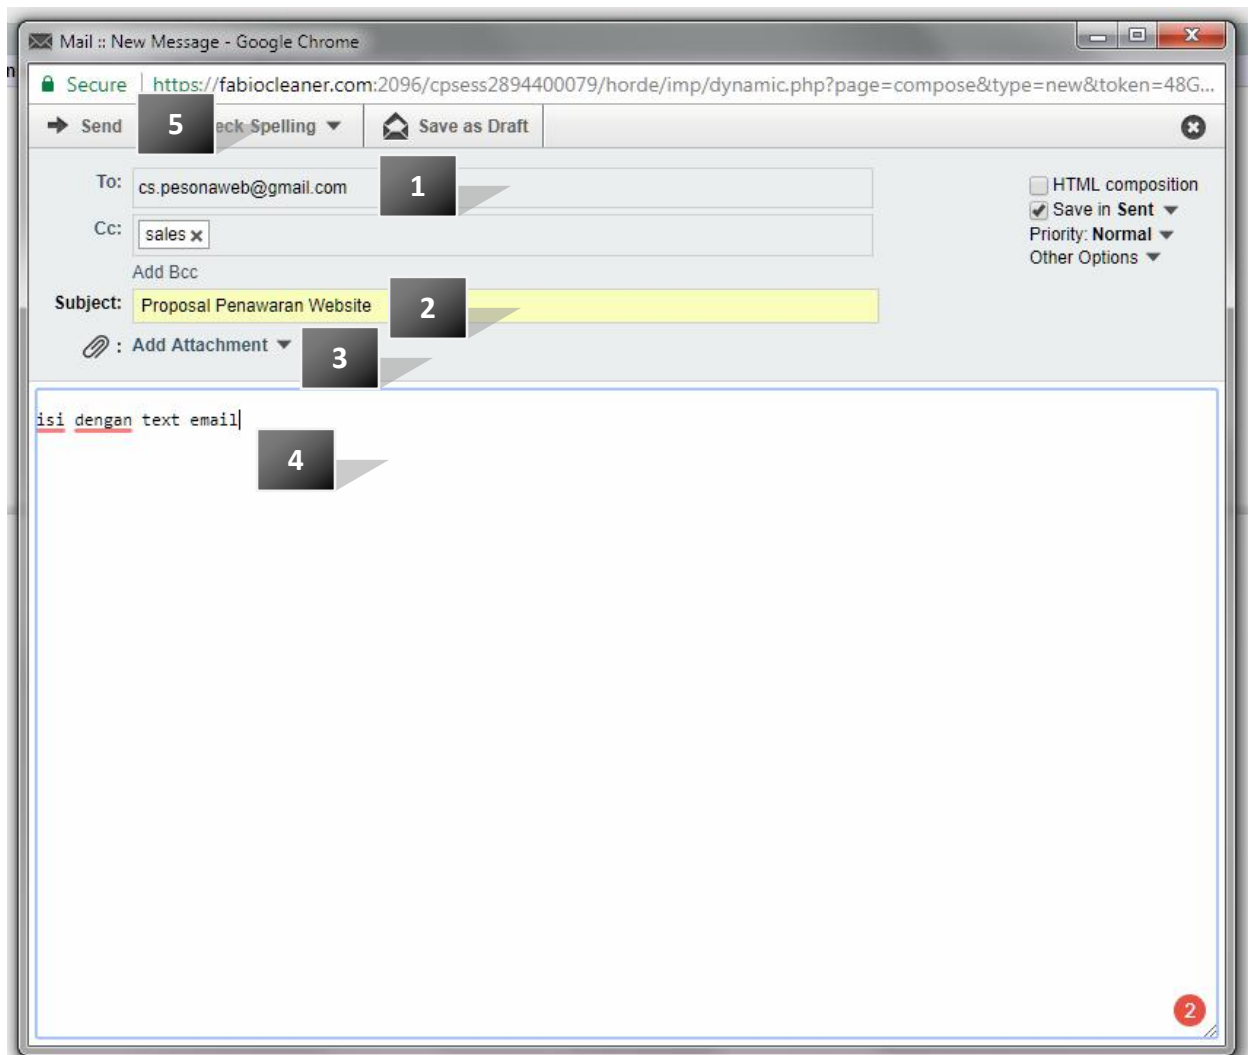 Mail :: New Message - Google Chrome
n
Secure | https://fabiocleaner.com:2096/cpsess2894400079/horde/imp/dynamic.php?page=compose&type=new&token=48G...
Send 5 eck Spelling Save as Draft
To: cs.pesonaweb@gmail.com 1
HTML composition
Cc: sales x
Save in Sent
Priority: Normal
Other Options
Add Bcc
Subject: Proposal Penawaran Website 2
: Add Attachment 3
isi dengan text email
4
2